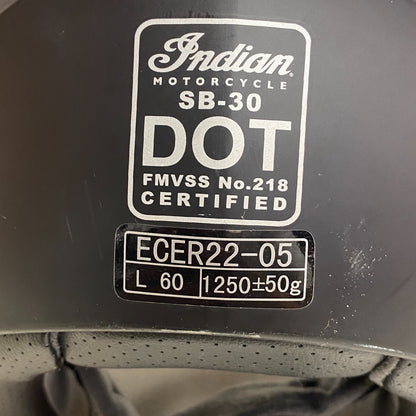 Indian
MOTORCYCLE
SB-30
DOT
FMVSS No.218
CERTIFIED
ECER22-05
L 60 1250±50g